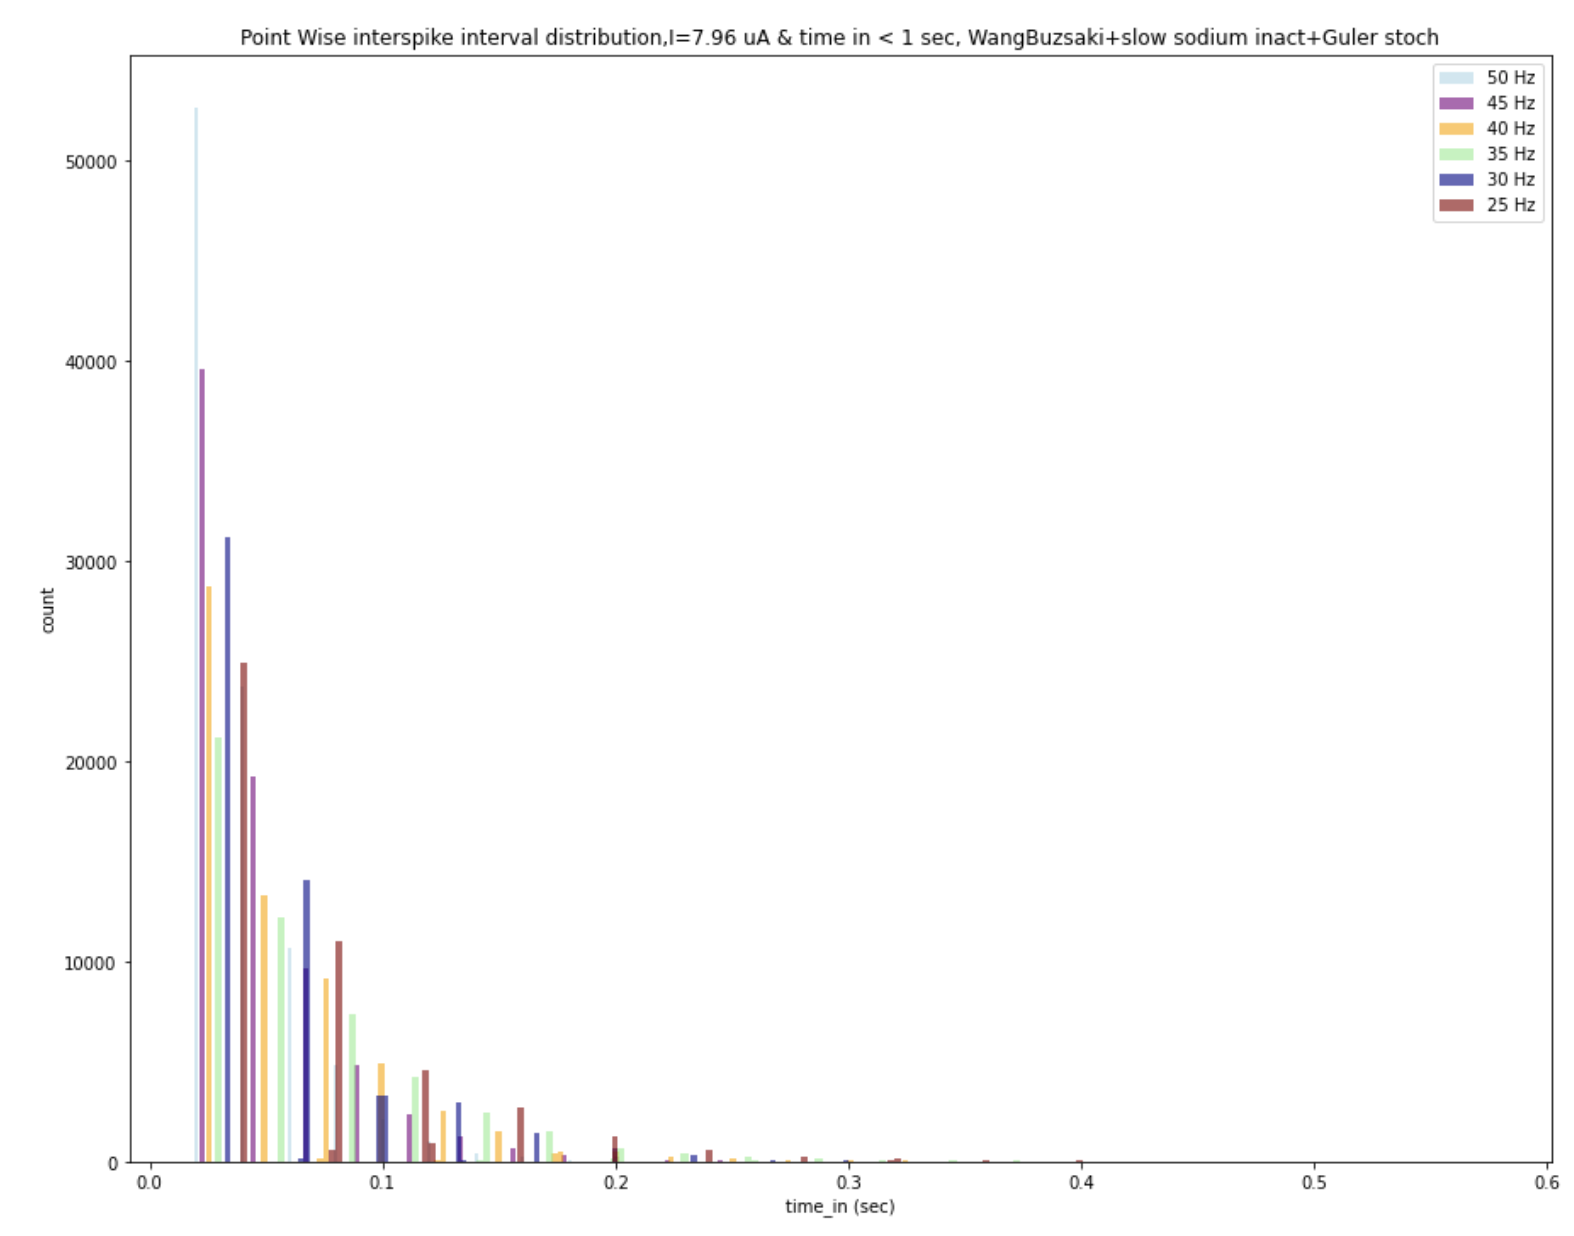 Point Wise interspike interval distribution,I=7.96 uA & time in < 1 sec, WangBuzsaki+slow sodium inact+Guler stoch
50 Hz
45 Hz
40 Hz
35 Hz
30 Hz
25 Hz
50000
40000
30000
20000
10000
0
count
0.0 0.1 0.2 0.3 0.4 0.5 0.6
time_in (sec)